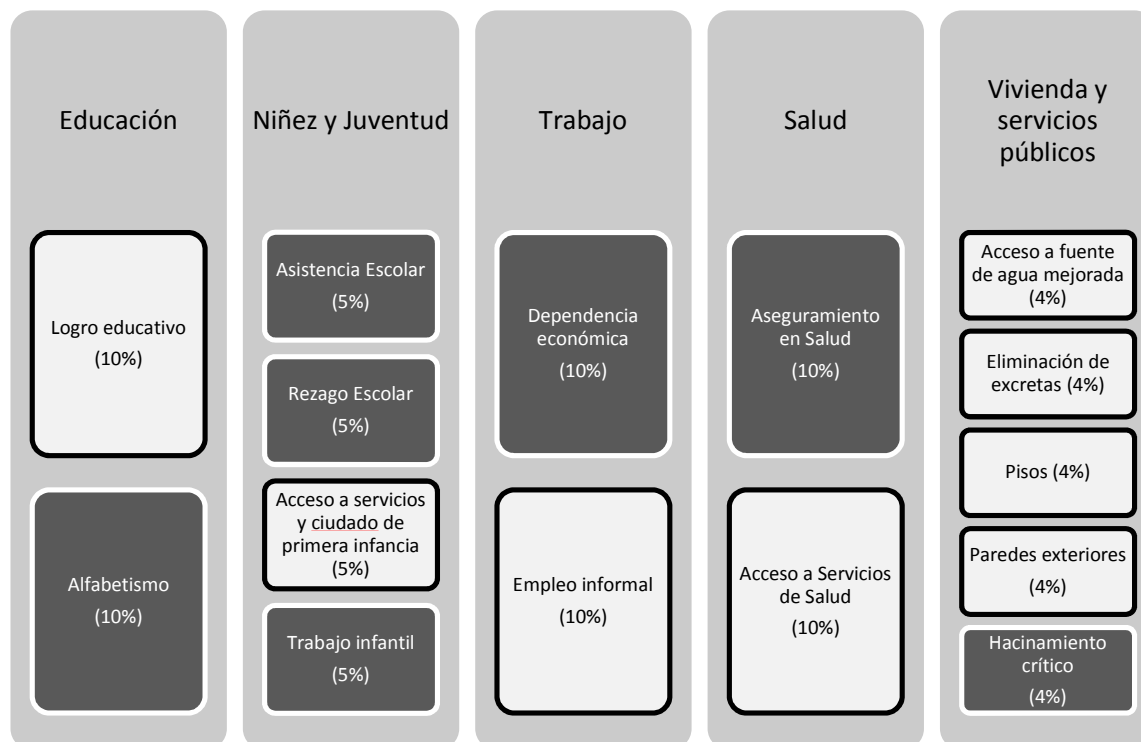 Educación
Logro educativo
(10%)
Alfabetismo
(10%)
Niñez y Juventud
Asistencia Escolar
(5%)
Rezago Escolar
(5%)
Acceso a servicios
y ciudado de
primera infancia
(5%)
Trabajo infantil
(5%)
Trabajo
Dependencia
económica
(10%)
Empleo informal
(10%)
Salud
Aseguramiento
en Salud
(10%)
Acceso a Servicios
de Salud
(10%)
Vivienda y
servicios
públicos
Acceso a fuente
de agua mejorada
(4%)
Eliminación de
excretas (4%)
Pisos (4%)
Paredes exteriores
(4%)
Hacinamiento
crítico
(4%)